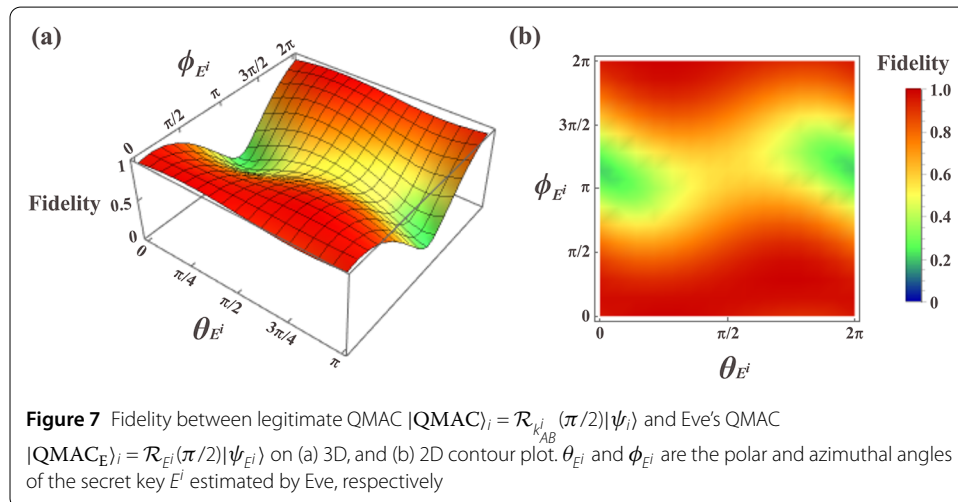 (a)
ϕ_{E^i}
0
π/2
π
3π/2
2π
1
Fidelity 0.5
0
0
π/4
π/2
3π/4
π
θ_{E^i}
(b)
Fidelity
2π
3π/2
ϕ_{E^i}
π
π/2
0
0
π/2
2π
θ_{E^i}
1.0
0.8
0.6
0.4
0.2
0
Figure 7 Fidelity between legitimate QMAC |QMAC⟩_i = ℛ_{k^i_{AB}}(π/2)|ψ_i⟩ and Eve's QMAC
|QMAC_E⟩_i = ℛ_{E^i}(π/2)|ψ_{E^i}⟩ on (a) 3D, and (b) 2D contour plot. θ_{E^i} and ϕ_{E^i} are the polar and azimuthal angles
of the secret key E^i estimated by Eve, respectively